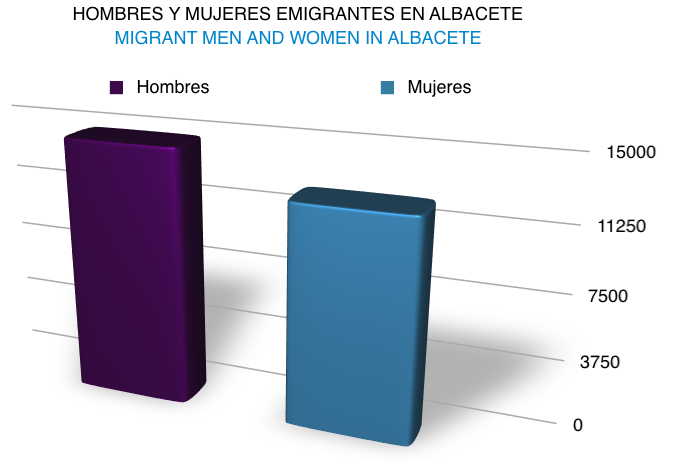 HOMBRES Y MUJERES EMIGRANTES EN ALBACETE
MIGRANT MEN AND WOMEN IN ALBACETE
Hombres Mujeres
15000
11250
7500
3750
0